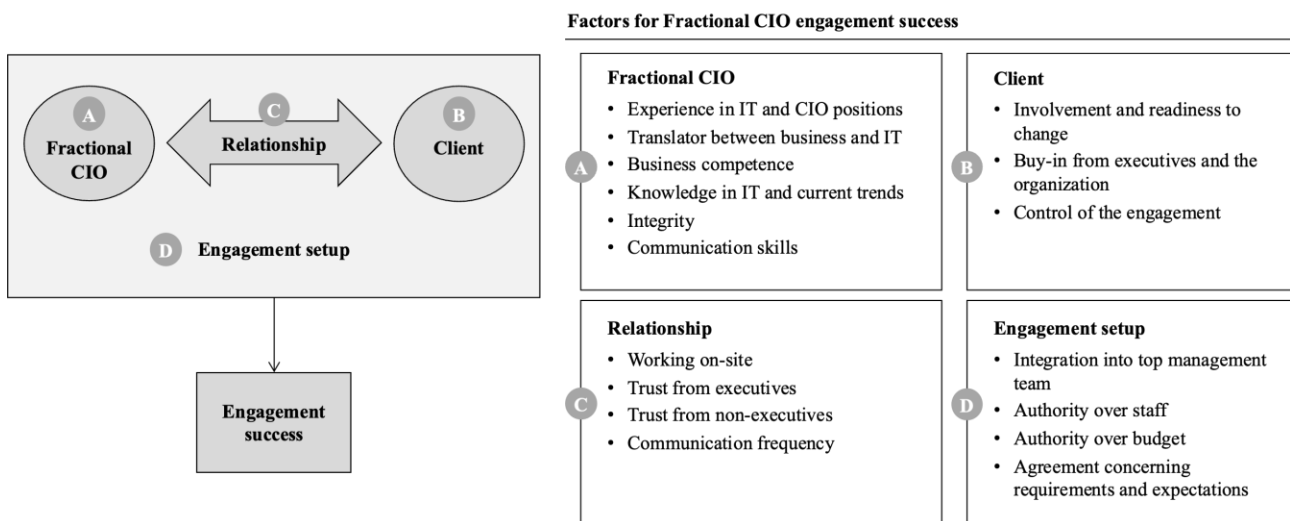 Factors for Fractional CIO engagement success
A
Fractional
CIO
C
Relationship
B
Client
D Engagement setup
Engagement
success
A
Fractional CIO
• Experience in IT and CIO positions
• Translator between business and IT
• Business competence
• Knowledge in IT and current trends
• Integrity
• Communication skills
B
Client
• Involvement and readiness to
change
• Buy-in from executives and the
organization
• Control of the engagement
C
Relationship
• Working on-site
• Trust from executives
• Trust from non-executives
• Communication frequency
D
Engagement setup
• Integration into top management
team
• Authority over staff
• Authority over budget
• Agreement concerning
requirements and expectations